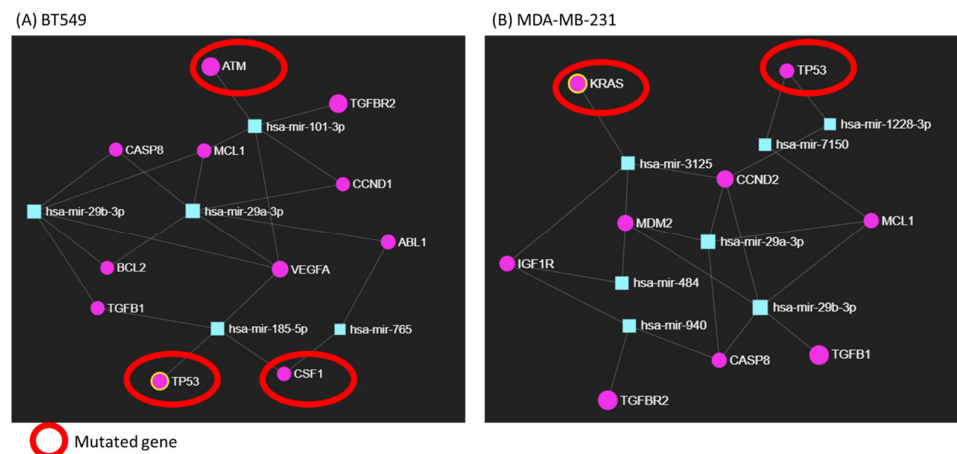 (A) BT549
(B) MDA-MB-231
ATM
TGFBR2
hsa-mir-101-3p
CASP8
MCL1
CCND1
hsa-mir-29b-3p
hsa-mir-29a-3p
ABL1
BCL2
VEGFA
TGFB1
hsa-mir-185-5p
hsa-mir-765
TP53
CSF1
KRAS
TP53
hsa-mir-1228-3p
hsa-mir-7150
hsa-mir-3125
CCND2
MDM2
MCL1
hsa-mir-29a-3p
IGF1R
hsa-mir-484
hsa-mir-29b-3p
hsa-mir-940
CASP8
TGFB1
TGFBR2
Mutated gene